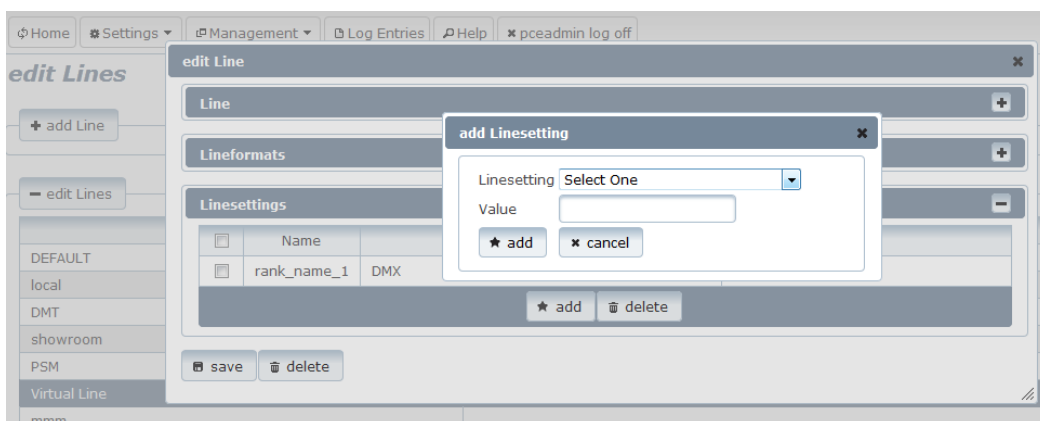 Home Settings Management Log Entries Help pceadmin log off
edit Lines
add Line
edit Lines
DEFAULT
local
DMT
showroom
PSM
Virtual Line
mmm
edit Line
Line
Lineformats
Linesettings
Name
rank_name_1 DMX
add delete
save delete
add Linesetting
Linesetting Select One
Value
add cancel